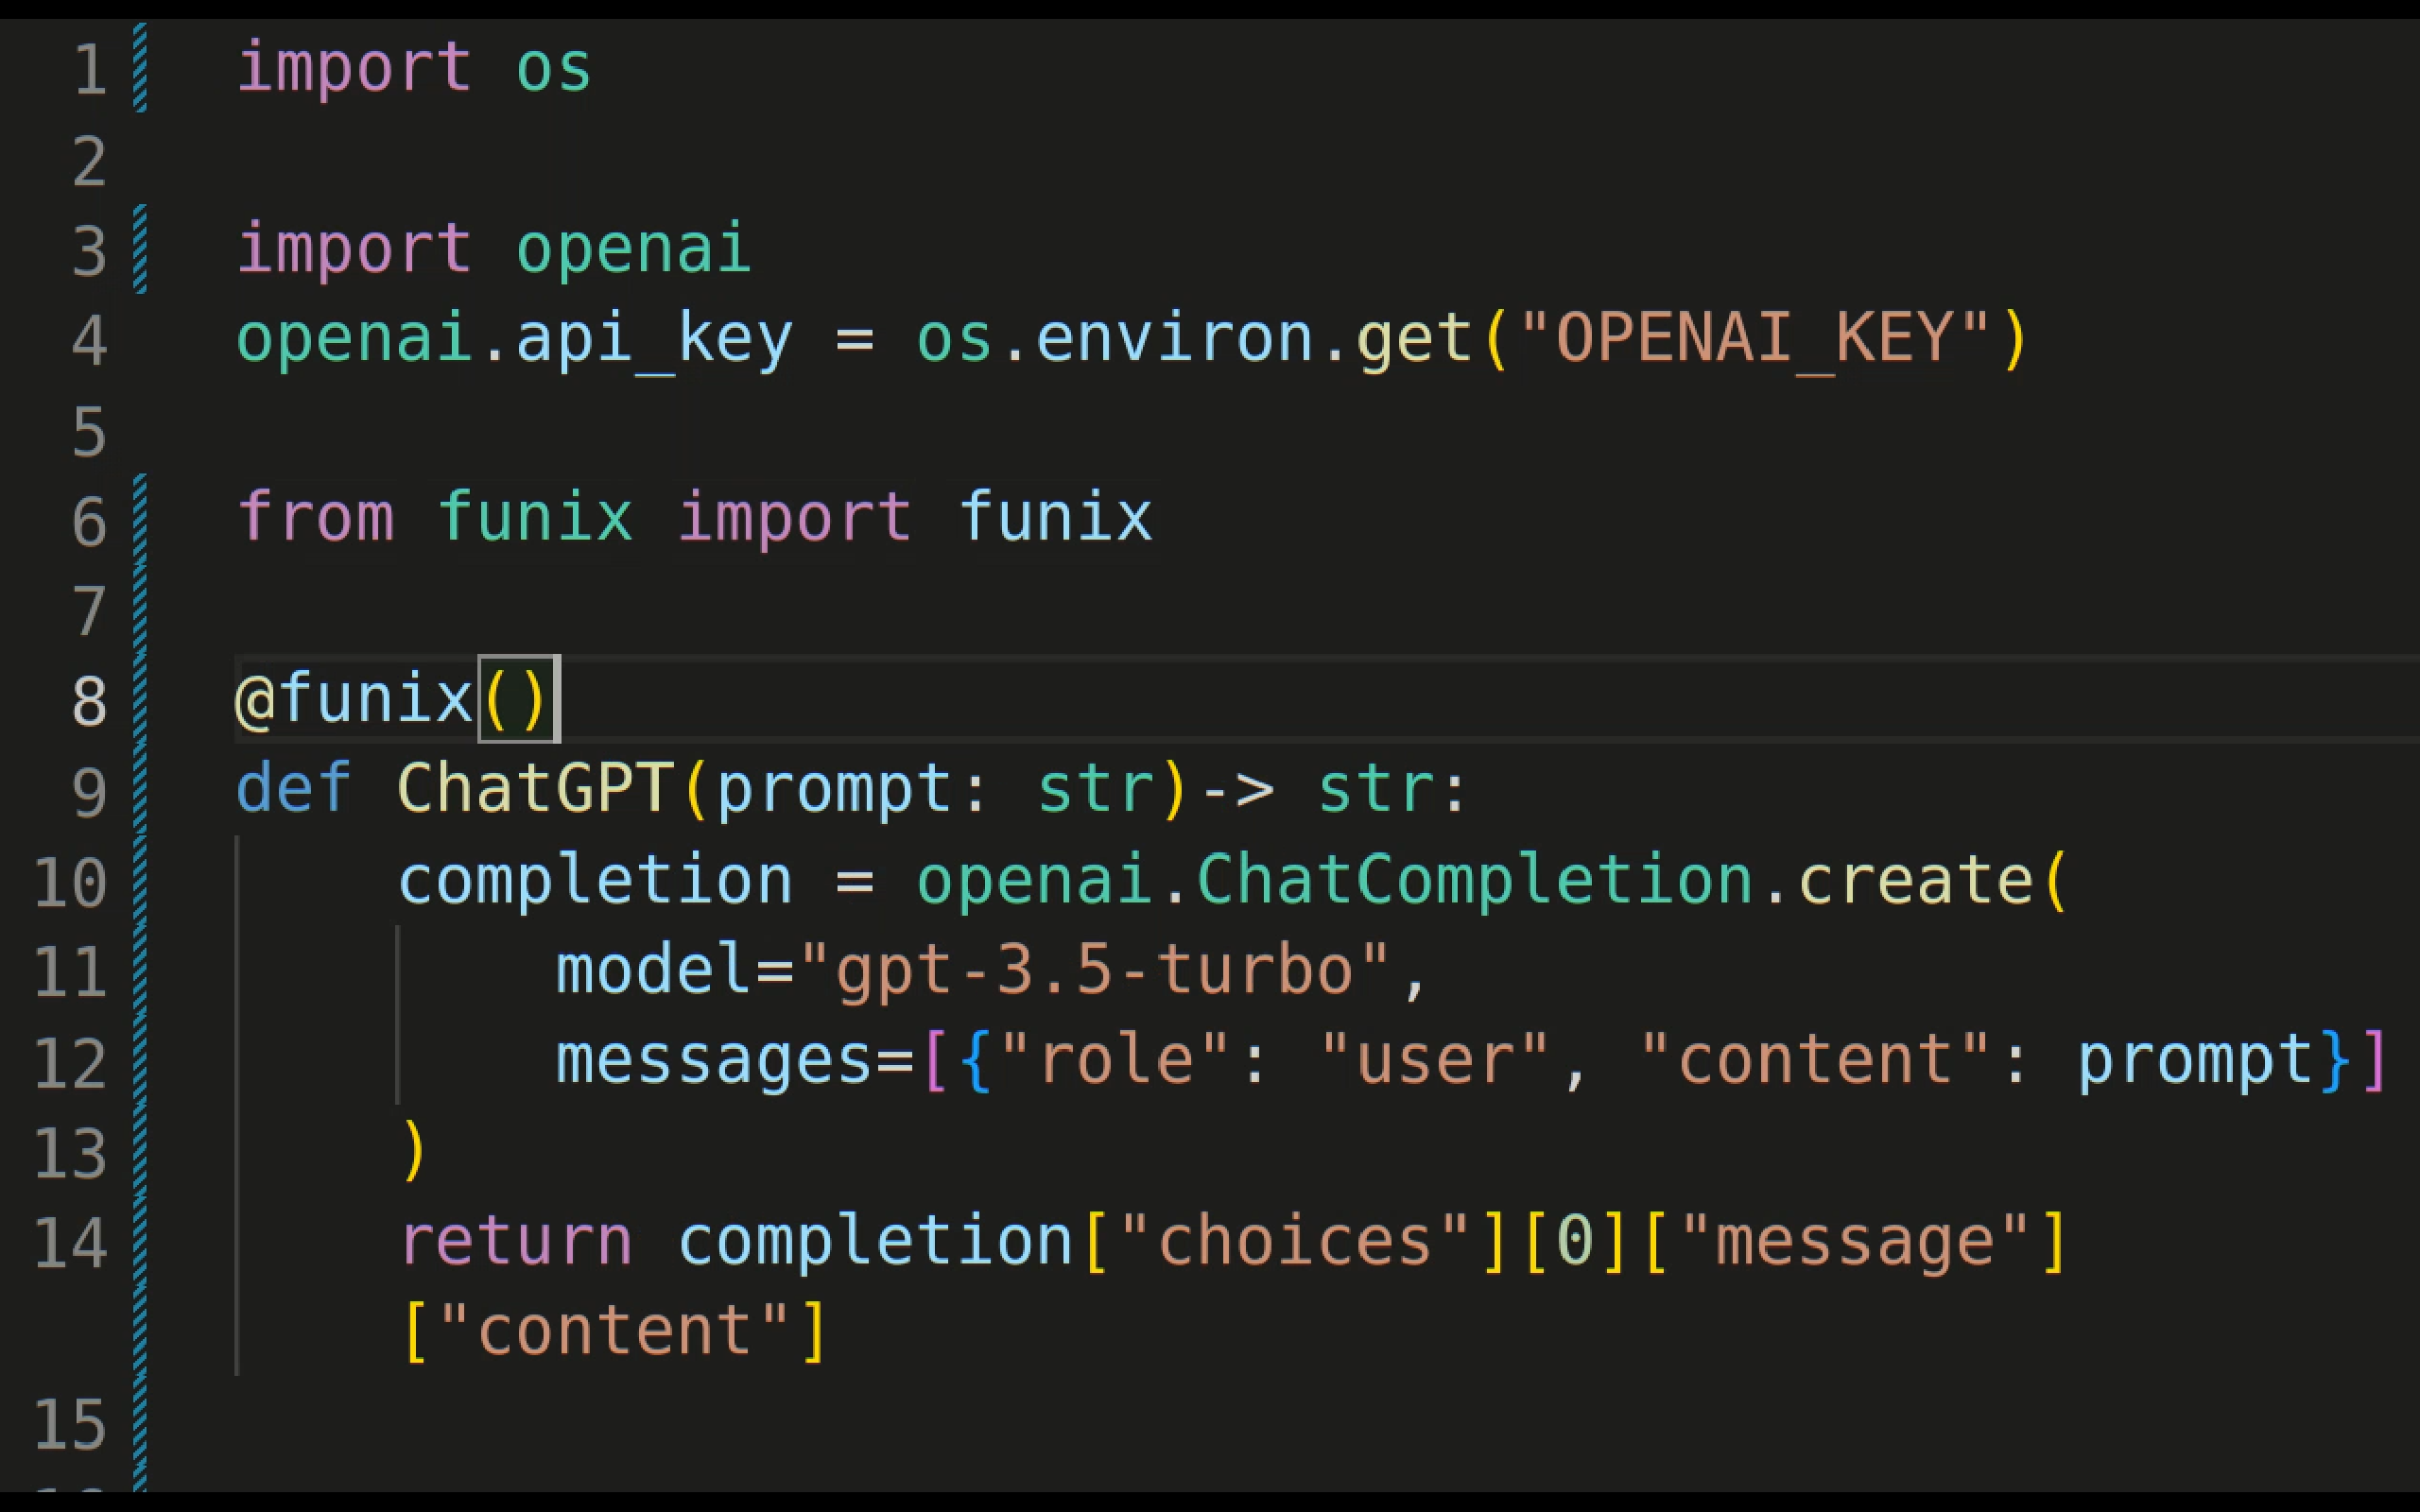 1 import os
2
3 import openai
4 openai.api_key = os.environ.get("OPENAI_KEY")
5
6 from funix import funix
7
8 @funix()
9 def ChatGPT(prompt: str)-> str:
10     completion = openai.ChatCompletion.create(
11         model="gpt-3.5-turbo",
12         messages=[{"role": "user", "content": prompt}]
13     )
14     return completion["choices"][0]["message"]
    ["content"]
15